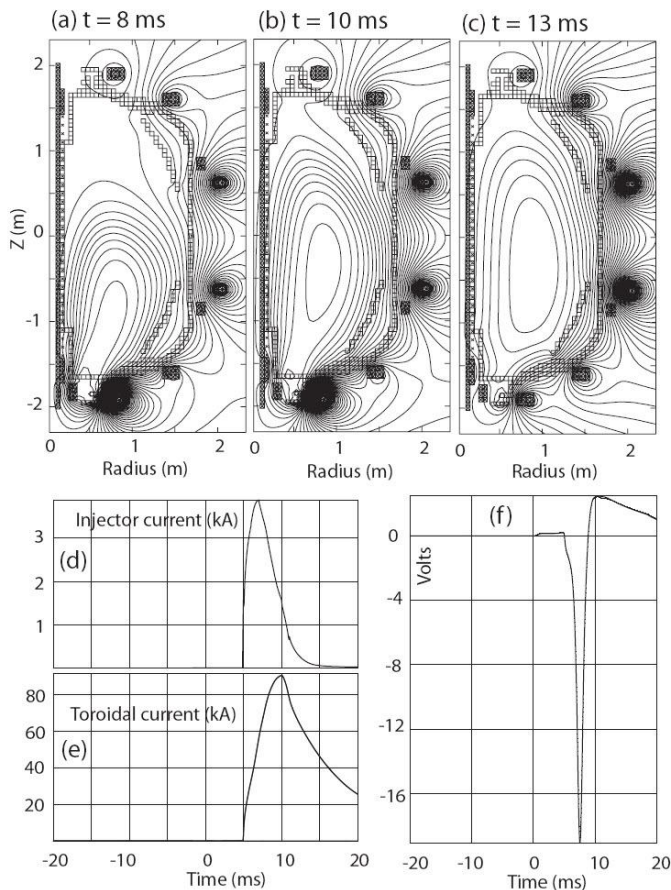 (a) t = 8 ms
(b) t = 10 ms
(c) t = 13 ms
2
1
0
-1
-2
Z (m)
0 1 2
0 1 2
0 1 2
Radius (m)
Radius (m)
Radius (m)
Injector current (kA)
(d)
3
2
1
Toroidal current (kA)
(e)
80
60
40
20
-20 -10 0 10 20
Time (ms)
(f)
Volts
0
-4
-8
-12
-16
-20 -10 0 10 20
Time (ms)